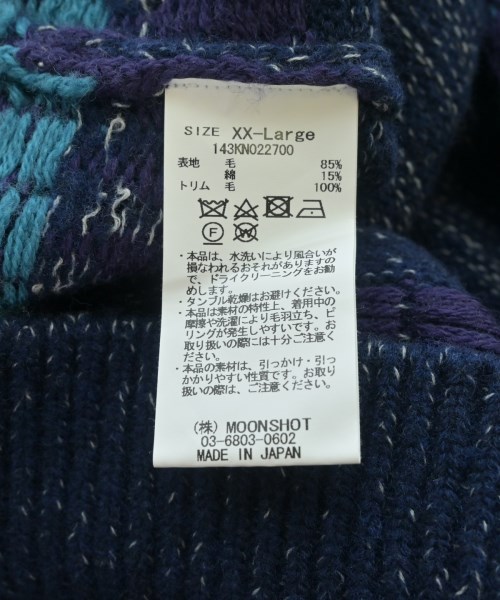 SIZE XX-Large
143KN022700
表地 毛 85%
綿 15%
トリム 毛 100%
F W
・本品は、水洗いにより風合いが
損なわれるおそれがありますの
で、ドライクリーニングをお勧
めします。
・タンブル乾燥はお避けください。
・本品は素材の特性上、着用中の
摩擦や洗濯により毛羽立ち、ピ
リングが発生しやすいです。お
取り扱いの際には十分ご注意く
ださい。
・本品の素材は、引っかけ・引っ
かかりやすい性質です。お取り
扱いの際は、ご注意ください。
(株) MOONSHOT
03-6803-0602
MADE IN JAPAN